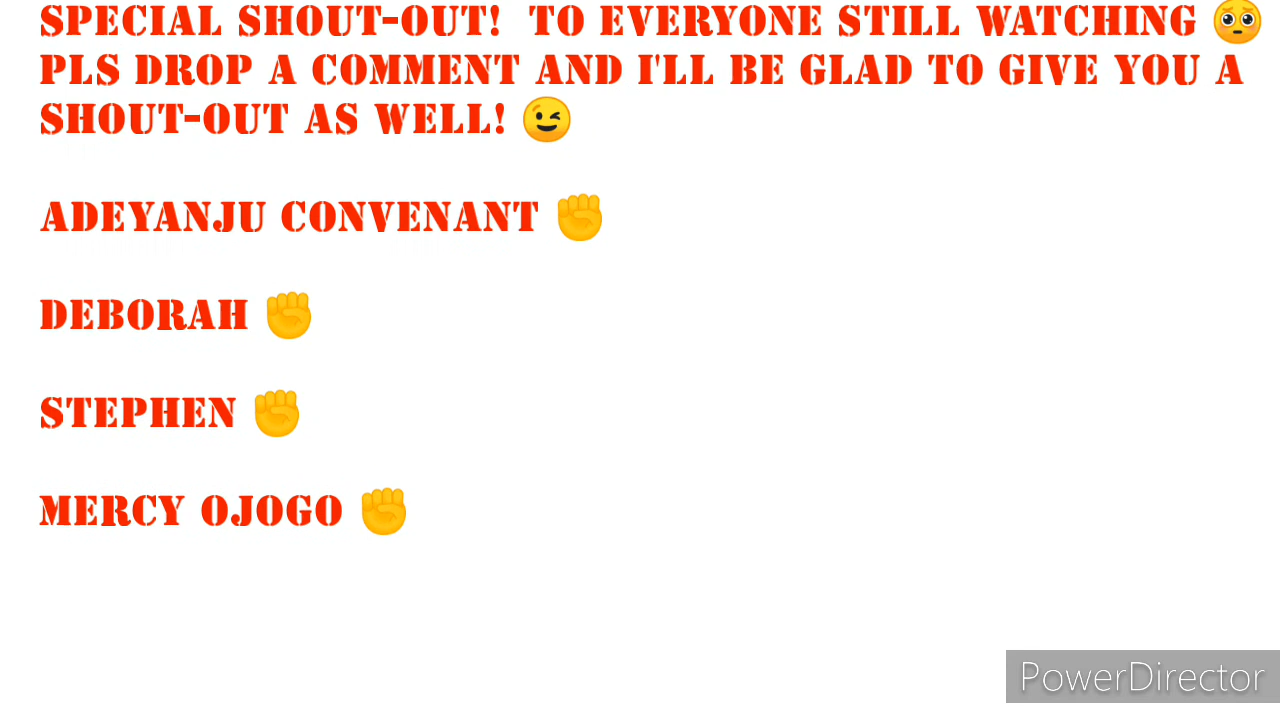 SPECIAL SHOUT-OUT!  TO EVERYONE STILL WATCHING 🥺
PLS DROP A COMMENT AND I'LL BE GLAD TO GIVE YOU A
SHOUT-OUT AS WELL! 😉
ADEYANJU CONVENANT ✊
DEBORAH ✊
STEPHEN ✊
MERCY OJOGO ✊
PowerDirector